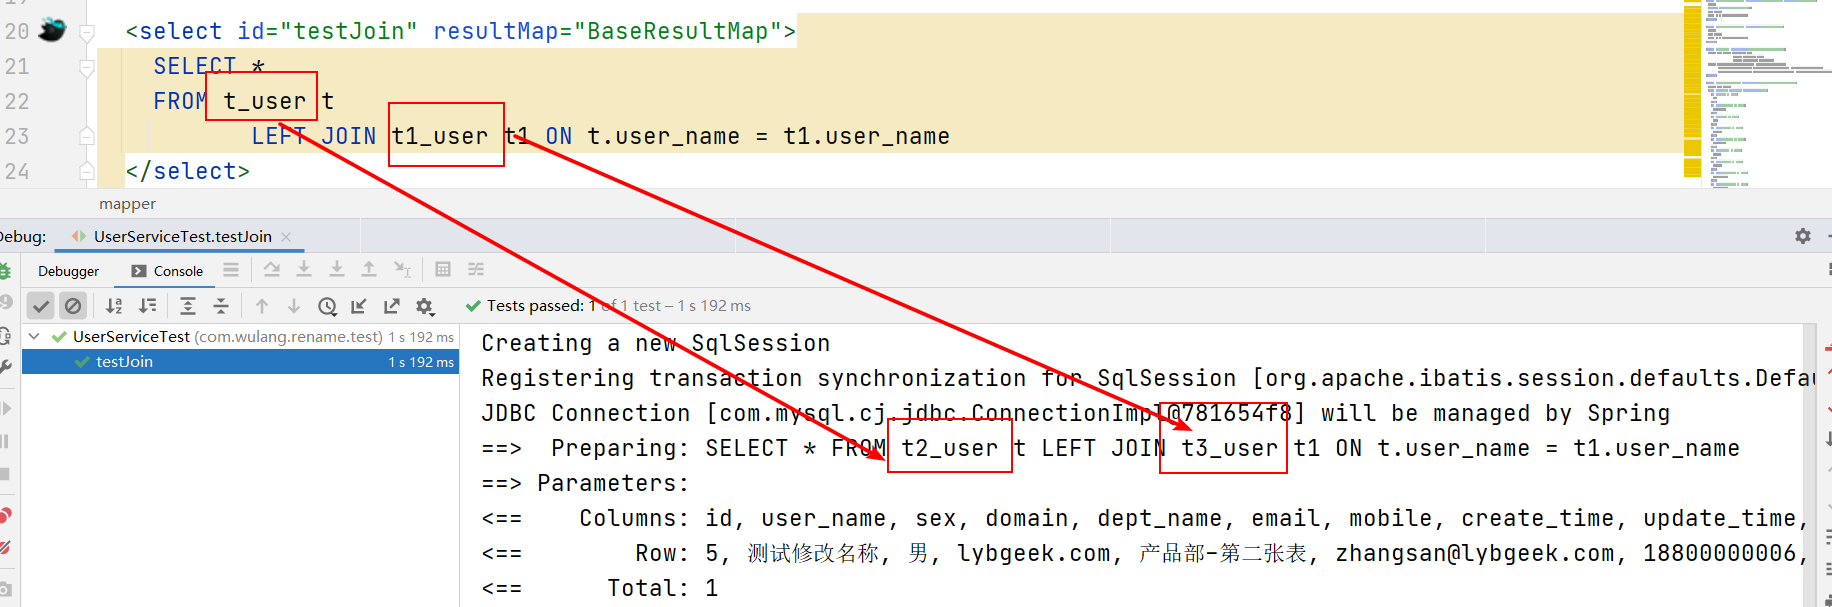 20 <select id="testJoin" resultMap="BaseResultMap">
21 SELECT *
22 FROM t_user t
23 LEFT JOIN t1_user t1 ON t.user_name = t1.user_name
24 </select>
mapper
Debug: UserServiceTest.testJoin
Debugger Console
Tests passed: 1 of 1 test – 1 s 192 ms
UserServiceTest (com.wulang.rename.test) 1 s 192 ms
testJoin 1 s 192 ms
Creating a new SqlSession
Registering transaction synchronization for SqlSession [org.apache.ibatis.session.defaults.Defau
JDBC Connection [com.mysql.cj.jdbc.ConnectionImpl@781654f8] will be managed by Spring
==>  Preparing: SELECT * FROM t2_user t LEFT JOIN t3_user t1 ON t.user_name = t1.user_name
==> Parameters:
<==    Columns: id, user_name, sex, domain, dept_name, email, mobile, create_time, update_time,
<==        Row: 5, 测试修改名称, 男, lybgeek.com, 产品部-第二张表, zhangsan@lybgeek.com, 18800000006,
<==      Total: 1